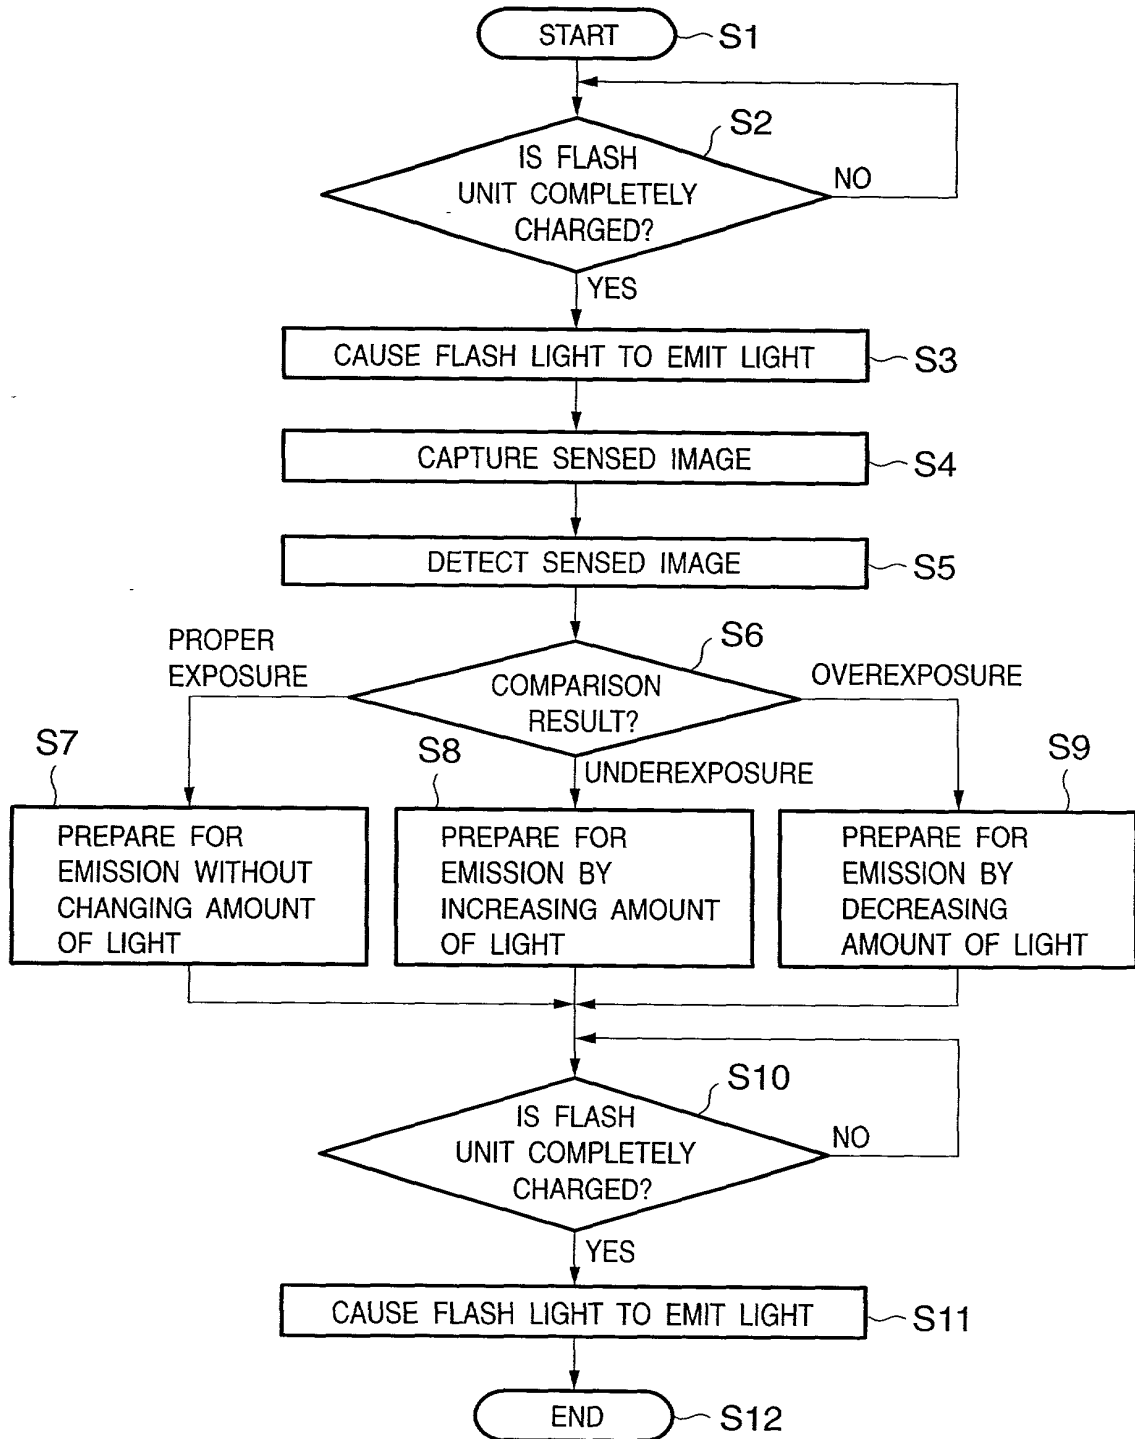 START
S1
S2
IS FLASH
UNIT COMPLETELY
CHARGED?
NO
YES
CAUSE FLASH LIGHT TO EMIT LIGHT
S3
CAPTURE SENSED IMAGE
S4
DETECT SENSED IMAGE
S5
S6
PROPER
EXPOSURE
COMPARISON
RESULT?
OVEREXPOSURE
UNDEREXPOSURE
S7
PREPARE FOR
EMISSION WITHOUT
CHANGING AMOUNT
OF LIGHT
S8
PREPARE FOR
EMISSION BY
INCREASING AMOUNT
OF LIGHT
S9
PREPARE FOR
EMISSION BY
DECREASING
AMOUNT OF LIGHT
S10
IS FLASH
UNIT COMPLETELY
CHARGED?
NO
YES
CAUSE FLASH LIGHT TO EMIT LIGHT
S11
END
S12